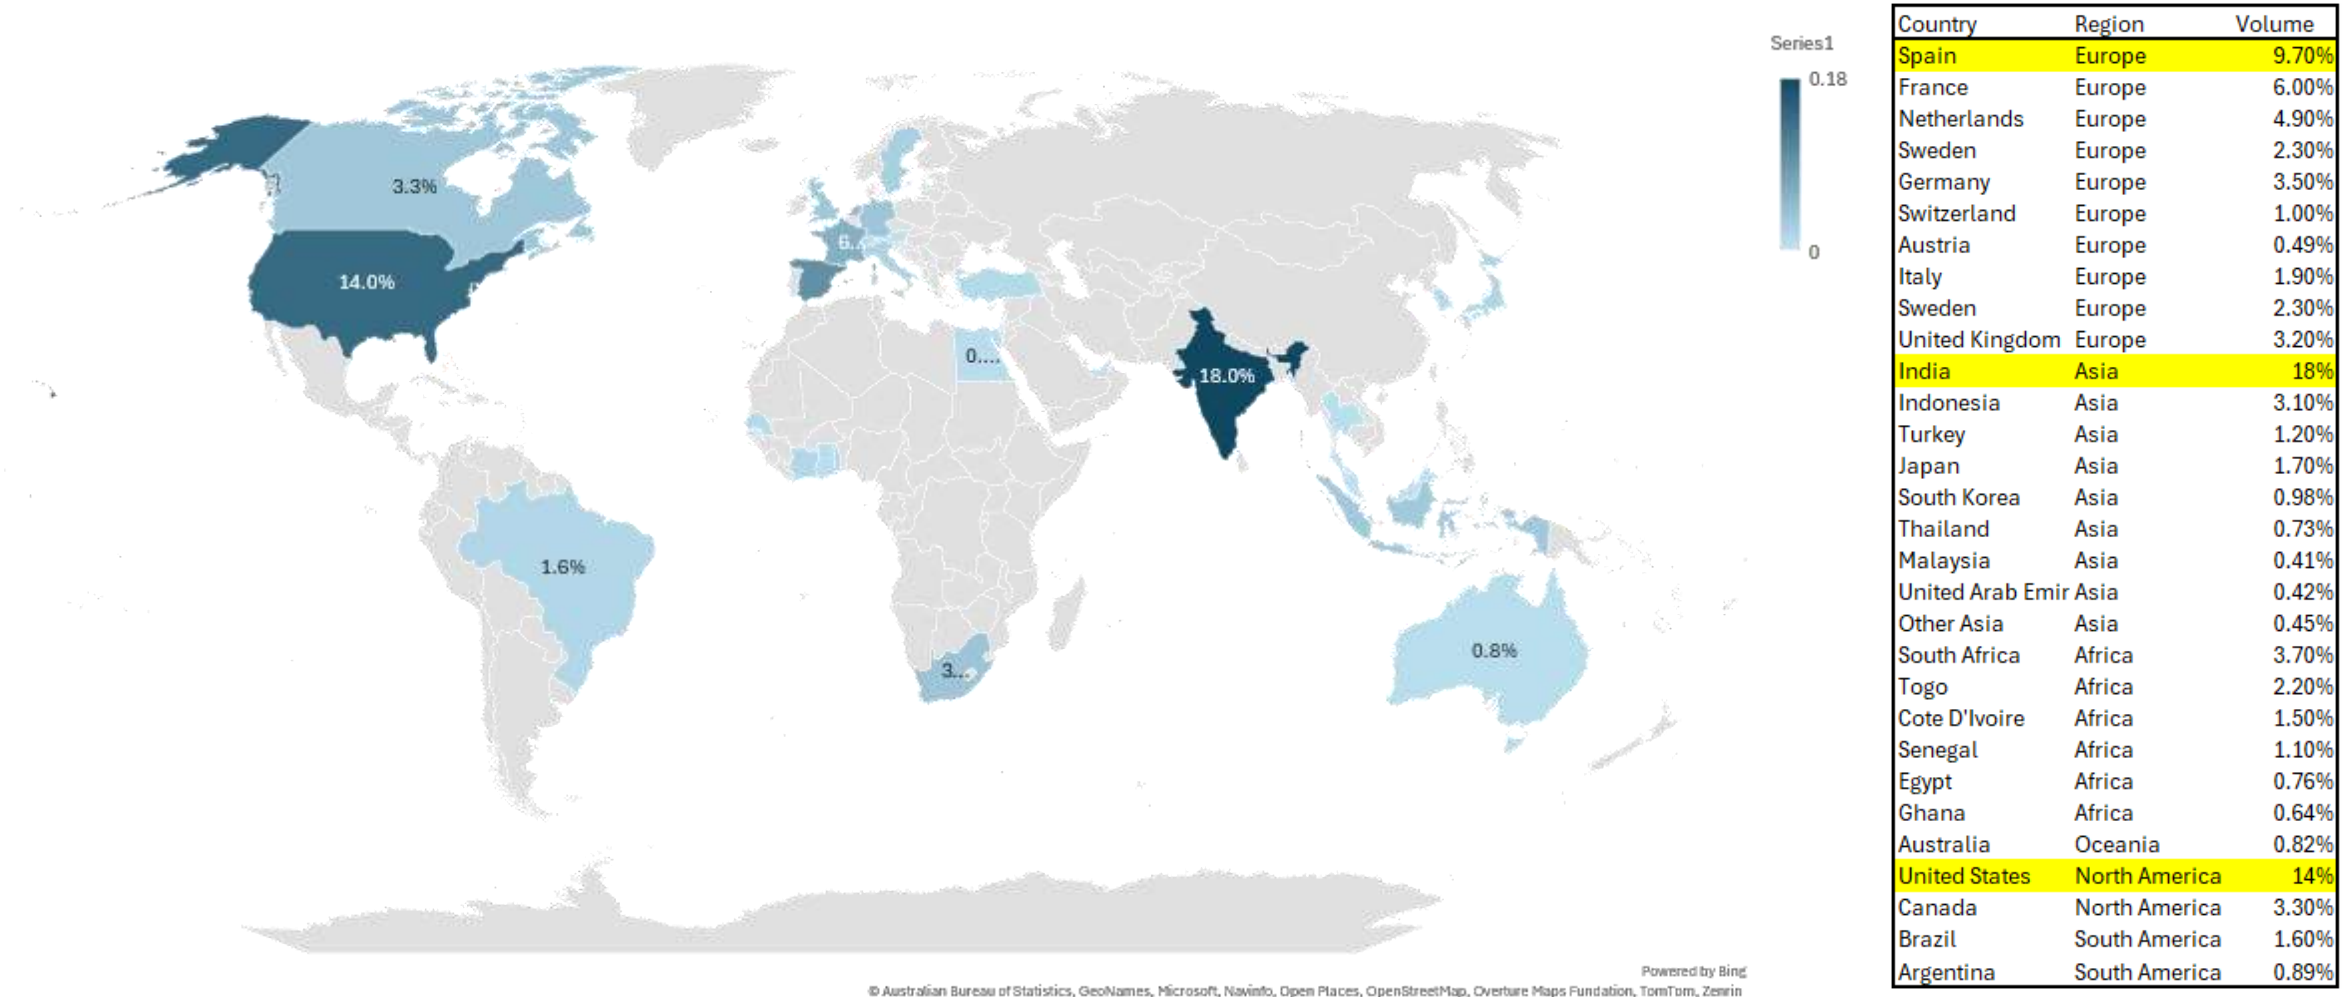 Series1
0.18
0
3.3%
14.0%
6...
0....
18.0%
1.6%
3...
0.8%
Powered by Bing
© Australian Bureau of Statistics, GeoNames, Microsoft, Navinfo, Open Places, OpenStreetMap, Overture Maps Fundation, TomTom, Zenrin
Country Region Volume
Spain Europe 9.70%
France Europe 6.00%
Netherlands Europe 4.90%
Sweden Europe 2.30%
Germany Europe 3.50%
Switzerland Europe 1.00%
Austria Europe 0.49%
Italy Europe 1.90%
Sweden Europe 2.30%
United Kingdom Europe 3.20%
India Asia 18%
Indonesia Asia 3.10%
Turkey Asia 1.20%
Japan Asia 1.70%
South Korea Asia 0.98%
Thailand Asia 0.73%
Malaysia Asia 0.41%
United Arab Emir Asia 0.42%
Other Asia Asia 0.45%
South Africa Africa 3.70%
Togo Africa 2.20%
Cote D'Ivoire Africa 1.50%
Senegal Africa 1.10%
Egypt Africa 0.76%
Ghana Africa 0.64%
Australia Oceania 0.82%
United States North America 14%
Canada North America 3.30%
Brazil South America 1.60%
Argentina South America 0.89%